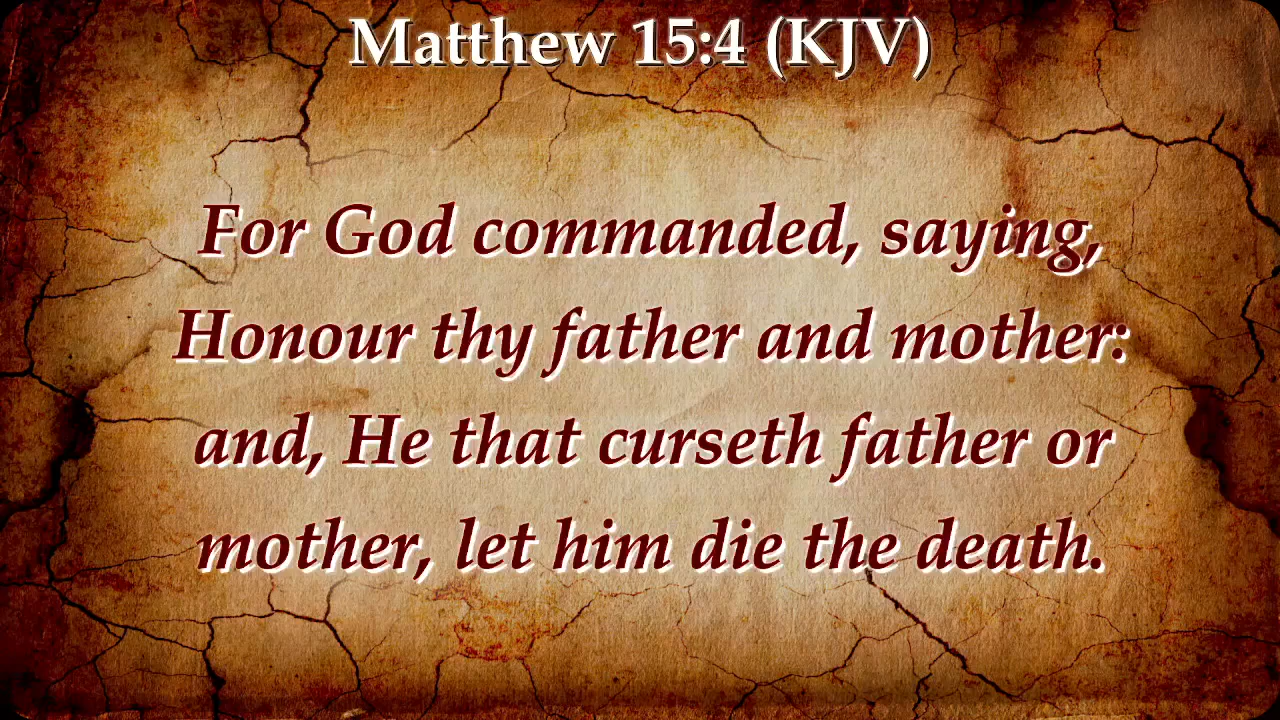 Matthew 15:4 (KJV)
For God commanded, saying,
Honour thy father and mother:
and, He that curseth father or
mother, let him die the death.